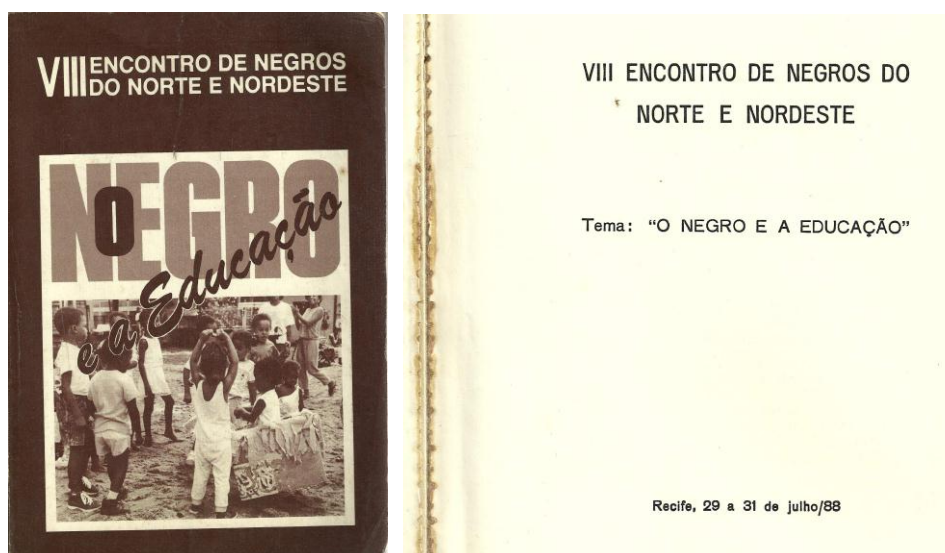 VIII ENCONTRO DE NEGROS
DO NORTE E NORDESTE
O NEGRO
e a Educação
VIII ENCONTRO DE NEGROS DO
NORTE E NORDESTE
Tema: “O NEGRO E A EDUCAÇÃO”
Recife, 29 a 31 de julho/88